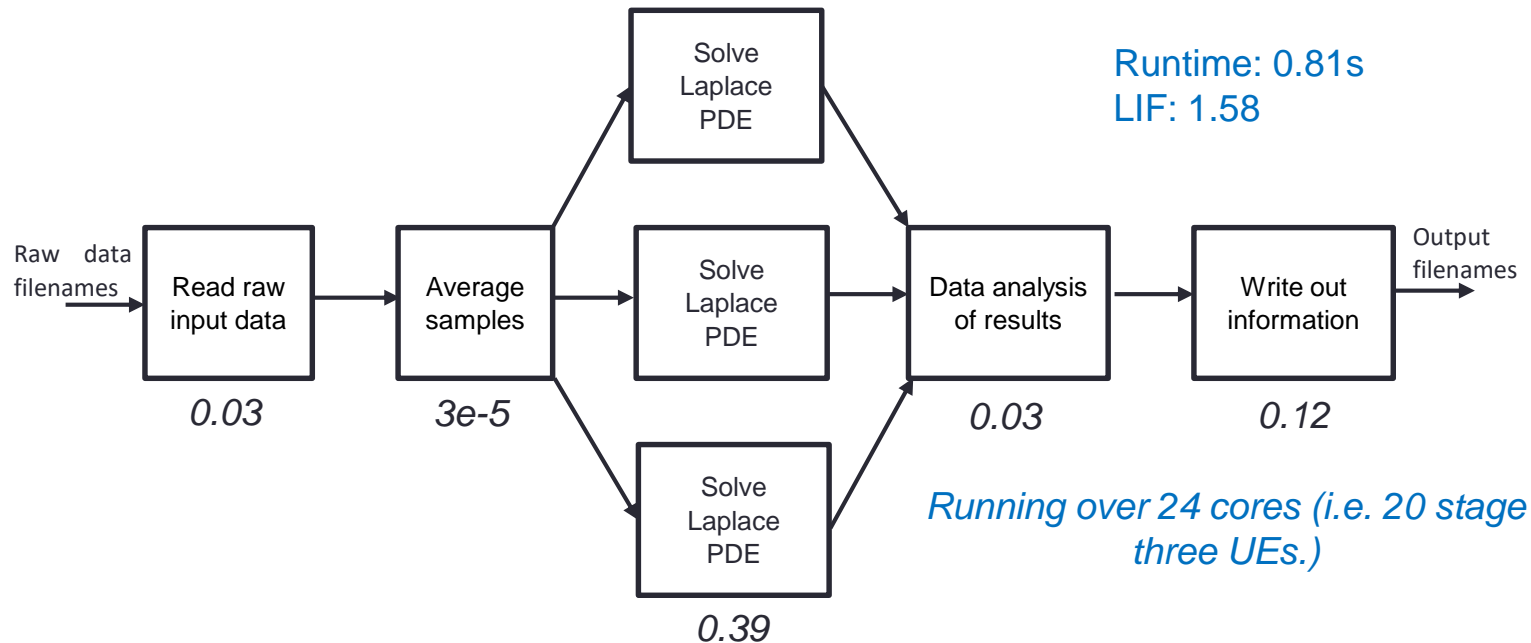 Solve
Laplace
PDE
Runtime: 0.81s
LIF: 1.58
Raw data
filenames
Read raw
input data
Average
samples
Solve
Laplace
PDE
Data analysis
of results
Write out
information
Output
filenames
0.03
3e-5
0.03
0.12
Solve
Laplace
PDE
Running over 24 cores (i.e. 20 stage
three UEs.)
0.39